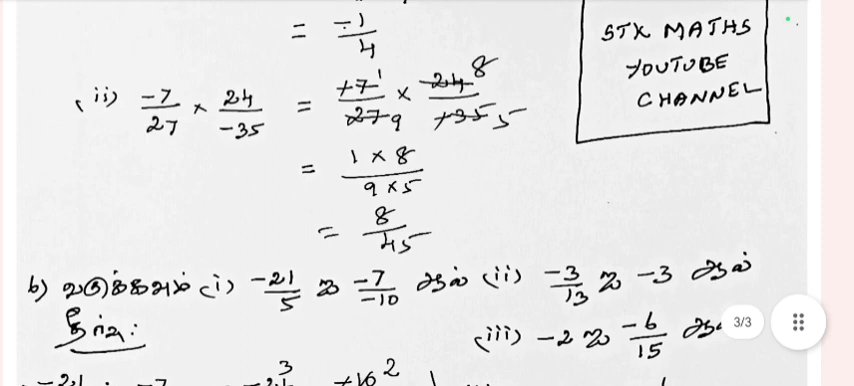 = -1/4
STK MATHS
YOUTUBE
CHANNEL
(ii) -7/27 × 24/-35 = +7 1/27 9 × 24 8/+35 5
= 1 × 8/9 × 5
= 8/45
b) வகுக்கவும் (i) -21/5 ஐ -7/-10 ஆல் (ii) -3/13 ஐ -3 ஆல்
தீர்வு: (iii) -2 ஐ -6/15
3/3